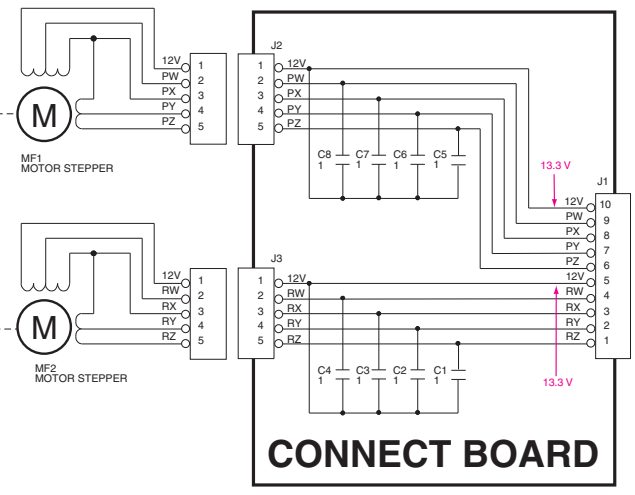 J2
12V 1 1 12V
PW 2 2 PW
PX 3 3 PX
PY 4 4 PY
PZ 5 5 PZ
M
MF1
MOTOR STEPPER
C8 C7 C6 C5
1 1 1 1
13.3 V
J1
12V 10
PW 9
PX 8
PY 7
PZ 6
12V 5
RW 4
RX 3
RY 2
RZ 1
13.3 V
J3
12V 1 1 12V
RW 2 2 RW
RX 3 3 RX
RY 4 4 RY
RZ 5 5 RZ
M
MF2
MOTOR STEPPER
C4 C3 C2 C1
1 1 1 1
CONNECT BOARD